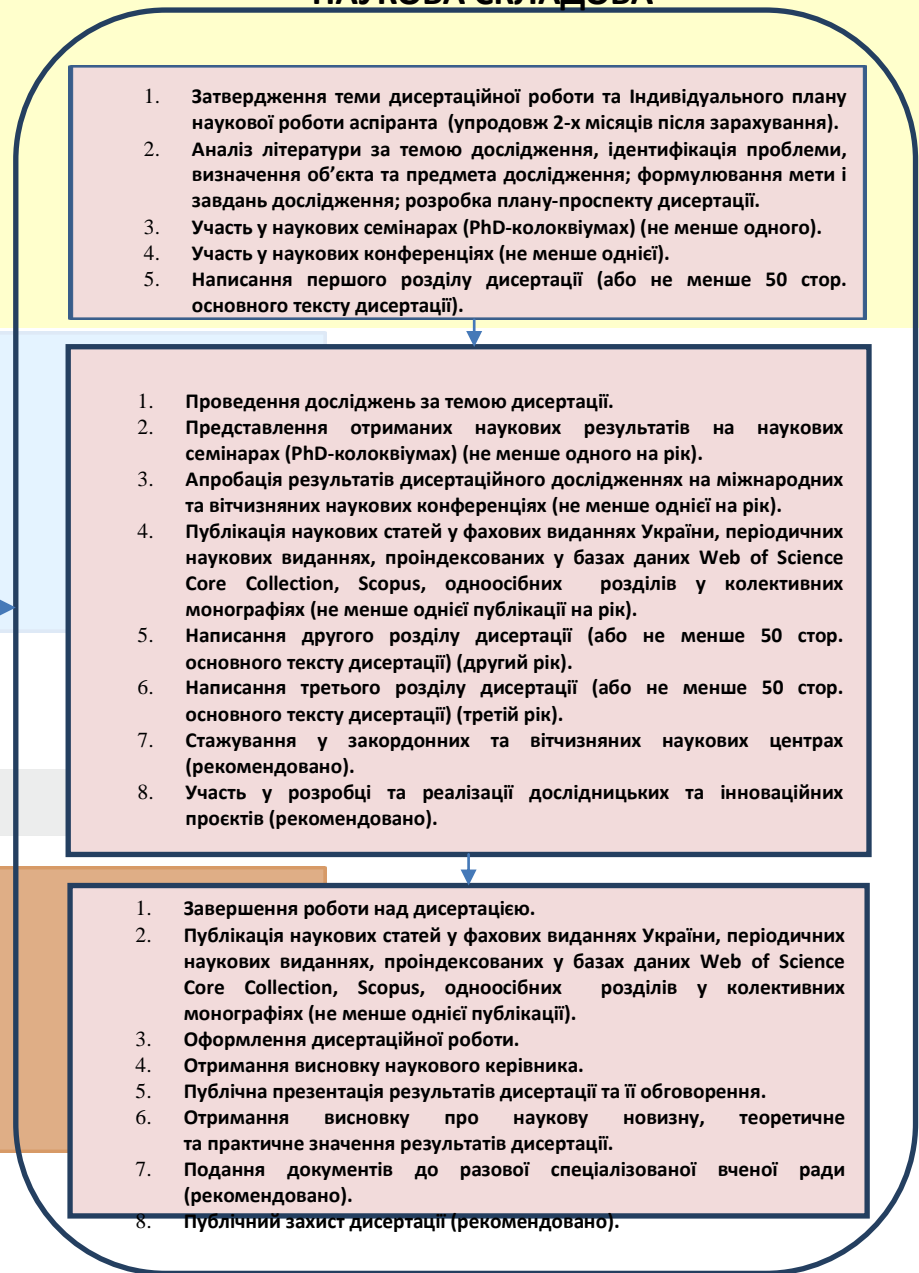 НАУКОВА СКЛАДОВА
1. Затвердження теми дисертаційної роботи та Індивідуального плану
наукової роботи аспіранта (упродовж 2-х місяців після зарахування).
2. Аналіз літератури за темою дослідження, ідентифікація проблеми,
визначення об’єкта та предмета дослідження; формулювання мети і
завдань дослідження; розробка плану-проспекту дисертації.
3. Участь у наукових семінарах (PhD-колоквіумах) (не менше одного).
4. Участь у наукових конференціях (не менше однієї).
5. Написання першого розділу дисертації (або не менше 50 стор.
основного тексту дисертації).
1. Проведення досліджень за темою дисертації.
2. Представлення отриманих наукових результатів на наукових
семінарах (PhD-колоквіумах) (не менше одного на рік).
3. Апробація результатів дисертаційного дослідженнях на міжнародних
та вітчизняних наукових конференціях (не менше однієї на рік).
4. Публікація наукових статей у фахових виданнях України, періодичних
наукових виданнях, проіндексованих у базах даних Web of Science
Core Collection, Scopus, одноосібних розділів у колективних
монографіях (не менше однієї публікації на рік).
5. Написання другого розділу дисертації (або не менше 50 стор.
основного тексту дисертації) (другий рік).
6. Написання третього розділу дисертації (або не менше 50 стор.
основного тексту дисертації) (третій рік).
7. Стажування у закордонних та вітчизняних наукових центрах
(рекомендовано).
8. Участь у розробці та реалізації дослідницьких та інноваційних
проєктів (рекомендовано).
1. Завершення роботи над дисертацією.
2. Публікація наукових статей у фахових виданнях України, періодичних
наукових виданнях, проіндексованих у базах даних Web of Science
Core Collection, Scopus, одноосібних розділів у колективних
монографіях (не менше однієї публікації).
3. Оформлення дисертаційної роботи.
4. Отримання висновку наукового керівника.
5. Публічна презентація результатів дисертації та її обговорення.
6. Отримання висновку про наукову новизну, теоретичне
та практичне значення результатів дисертації.
7. Подання документів до разової спеціалізованої вченої ради
(рекомендовано).
8. Публічний захист дисертації (рекомендовано).